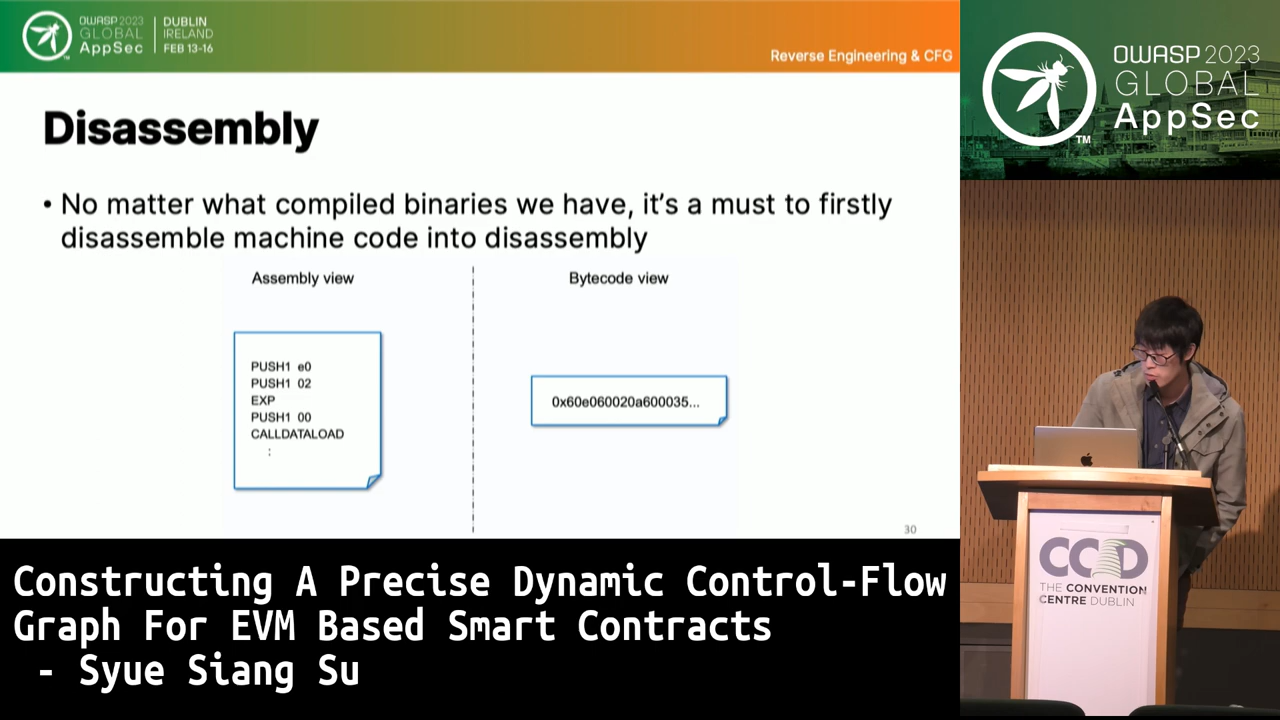 OWASP 2023
GLOBAL
AppSec
DUBLIN
IRELAND
FEB 13-16
TM
Reverse Engineering & CFG
Disassembly
• No matter what compiled binaries we have, it's a must to firstly
disassemble machine code into disassembly
Assembly view
Bytecode view
PUSH1 e0
PUSH1 02
EXP
PUSH1 00
CALLDATALOAD
:
0x60e060020a600035...
30
OWASP 2023
GLOBAL
AppSec
TM
CCD
THE CONVENTION
CENTRE DUBLIN
Constructing A Precise Dynamic Control-Flow
Graph For EVM Based Smart Contracts
- Syue Siang Su